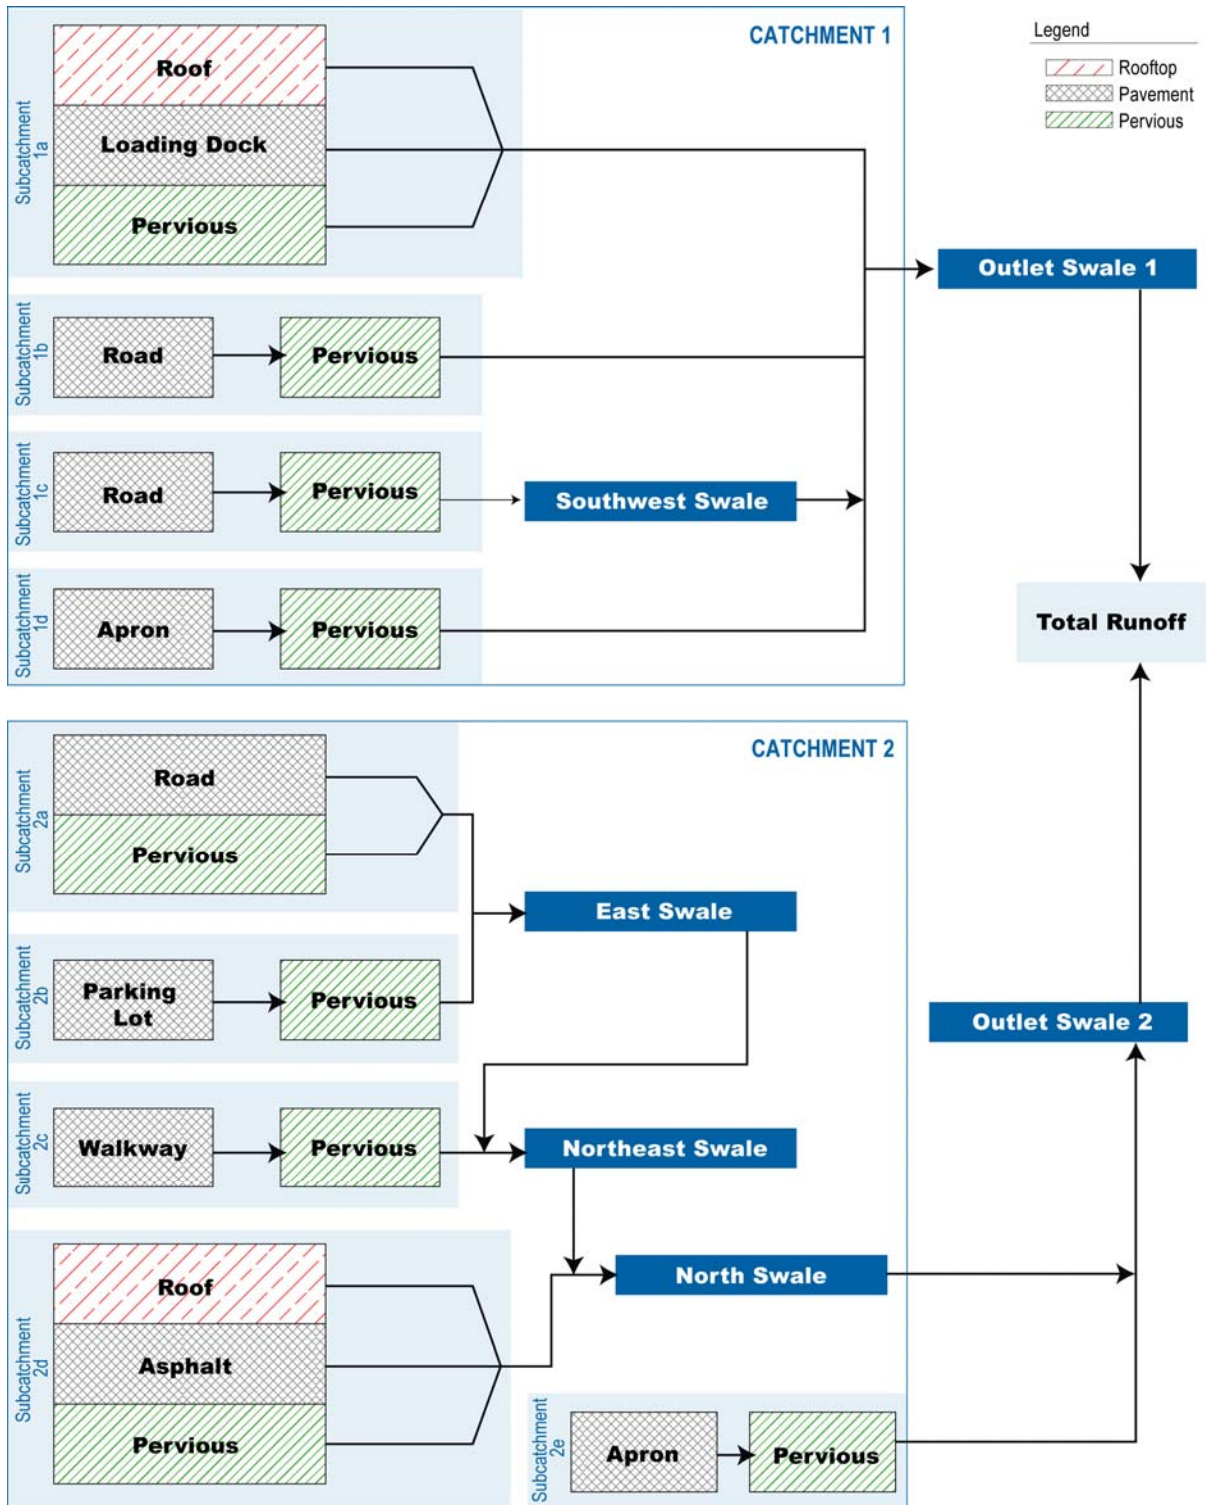 CATCHMENT 1
Legend
Rooftop
Pavement
Pervious
Subcatchment
1a
Roof
Loading Dock
Pervious
Outlet Swale 1
Subcatchment
1b
Road
Pervious
Subcatchment
1c
Road
Pervious
Southwest Swale
Subcatchment
1d
Apron
Pervious
Total Runoff
CATCHMENT 2
Subcatchment
2a
Road
Pervious
East Swale
Subcatchment
2b
Parking
Lot
Pervious
Outlet Swale 2
Subcatchment
2c
Walkway
Pervious
Northeast Swale
Subcatchment
2d
Roof
Asphalt
Pervious
North Swale
Subcatchment
2e
Apron
Pervious